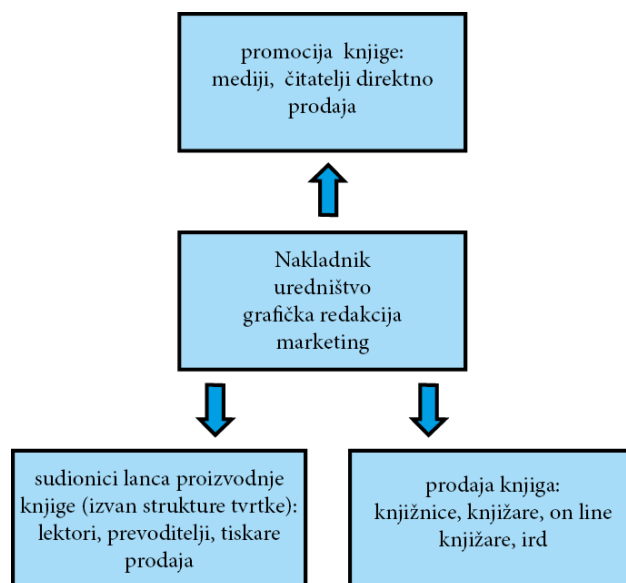 promocija knjige:
mediji, čitatelji direktno
prodaja
Nakladnik
uredništvo
grafička redakcija
marketing
sudionici lanca proizvodnje
knjige (izvan strukture tvrtke):
lektori, prevoditelji, tiskare
prodaja
prodaja knjiga:
knjižnice, knjižare, on line
knjižare, ird